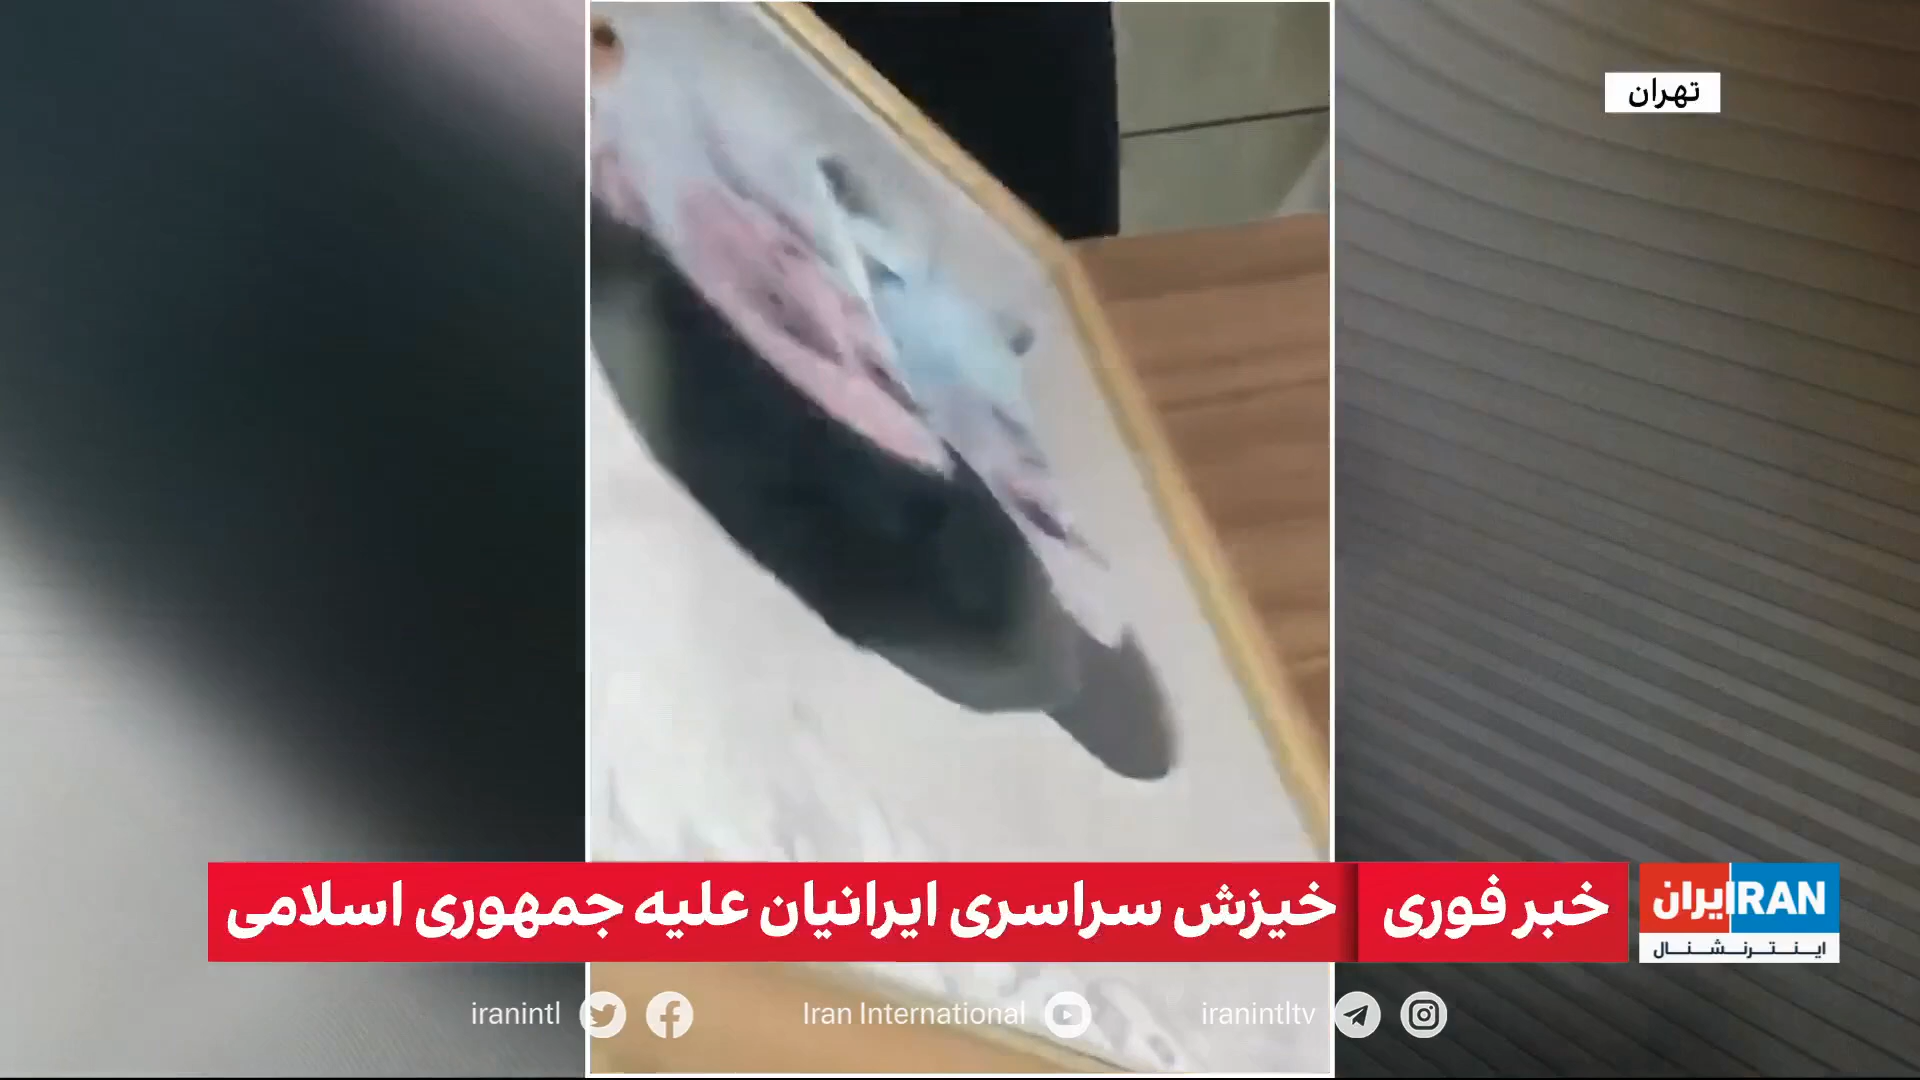 تهران
خبر فوری
خیزش سراسری ایرانیان علیه جمهوری اسلامی
ایران IRAN
اینترنشنال
iranintl
Iran International
iranintltv